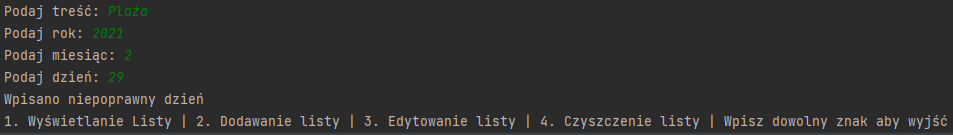 Podaj treść: Plaża
Podaj rok: 2021
Podaj miesiąc: 2
Podaj dzień: 29
Wpisano niepoprawny dzień
1. Wyświetlanie Listy | 2. Dodawanie listy | 3. Edytowanie listy | 4. Czyszczenie listy | Wpisz dowolny znak aby wyjść